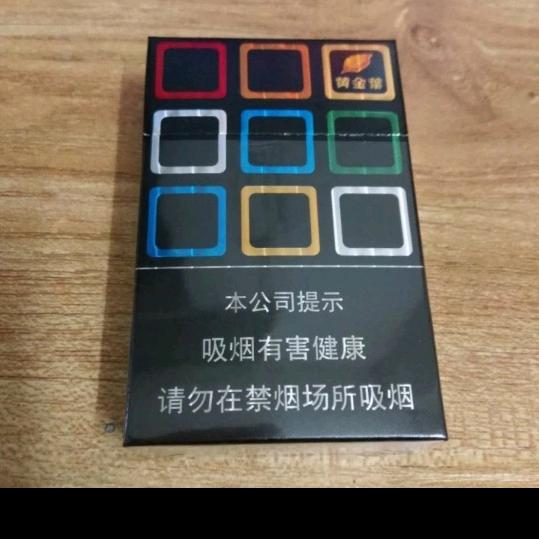 黄金叶
本公司提示
吸烟有害健康
请勿在禁烟场所吸烟